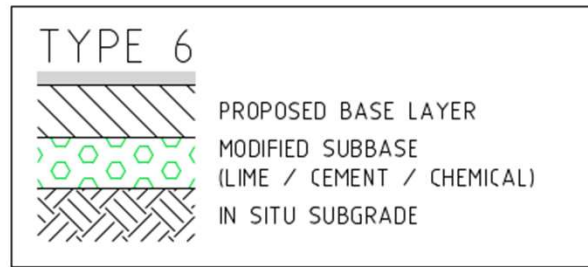 TYPE 6
PROPOSED BASE LAYER
MODIFIED SUBBASE
(LIME / CEMENT / CHEMICAL)
IN SITU SUBGRADE